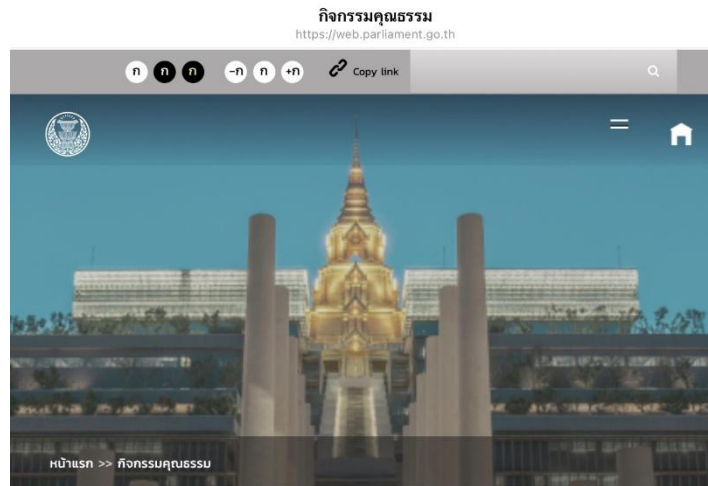 กิจกรรมคุณธรรม
https://web.parliament.go.th
ก ก ก -ก ก +ก Copy link
หน้าแรก >> กิจกรรมคุณธรรม